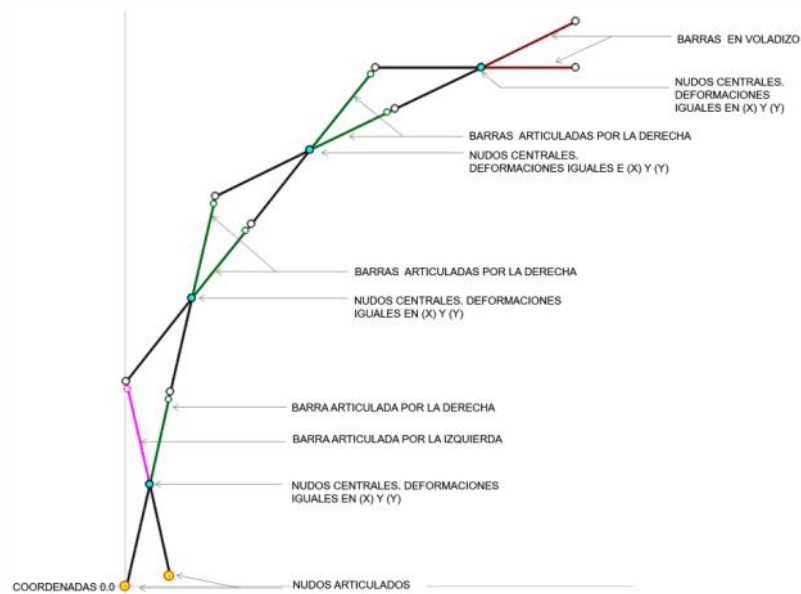 BARRAS EN VOLADIZO
NUDOS CENTRALES.
DEFORMACIONES
IGUALES EN (X) Y (Y)
BARRAS ARTICULADAS POR LA DERECHA
NUDOS CENTRALES.
DEFORMACIONES IGUALES E (X) Y (Y)
BARRAS ARTICULADAS POR LA DERECHA
NUDOS CENTRALES. DEFORMACIONES
IGUALES EN (X) Y (Y)
BARRA ARTICULADA POR LA DERECHA
BARRA ARTICULADA POR LA IZQUIERDA
NUDOS CENTRALES. DEFORMACIONES
IGUALES EN (X) Y (Y)
COORDENADAS 0.0
NUDOS ARTICULADOS